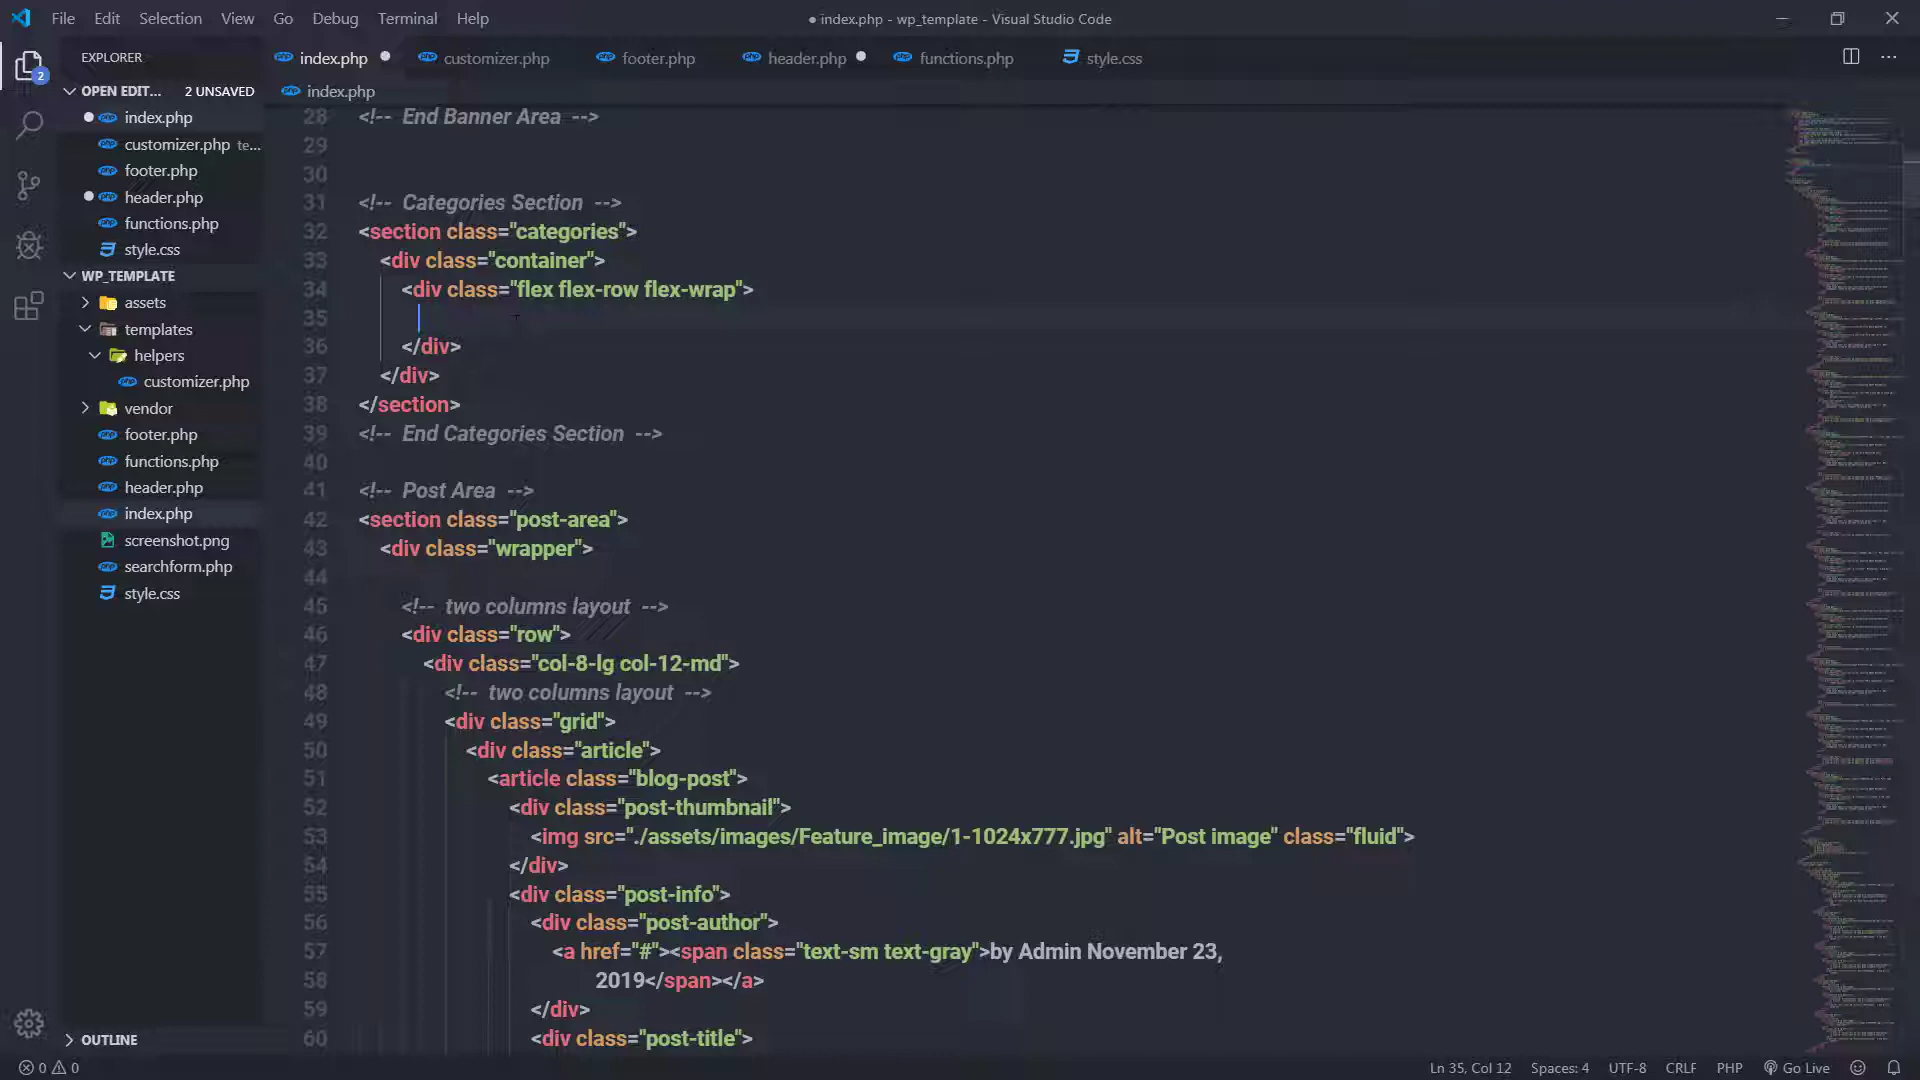 File Edit Selection View Go Debug Terminal Help
● index.php - wp_template - Visual Studio Code
EXPLORER
OPEN EDIT... 2 UNSAVED
index.php
customizer.php te...
footer.php
header.php
functions.php
style.css
WP_TEMPLATE
assets
templates
helpers
customizer.php
vendor
footer.php
functions.php
header.php
index.php
screenshot.png
searchform.php
style.css
OUTLINE
2
index.php customizer.php footer.php header.php functions.php style.css
index.php
28 <!-- End Banner Area -->
29
30
31 <!-- Categories Section -->
32 <section class="categories">
33 <div class="container">
34 <div class="flex flex-row flex-wrap">
35
36 </div>
37 </div>
38 </section>
39 <!-- End Categories Section -->
40
41 <!-- Post Area -->
42 <section class="post-area">
43 <div class="wrapper">
44
45 <!-- two columns layout -->
46 <div class="row">
47 <div class="col-8-lg col-12-md">
48 <!-- two columns layout -->
49 <div class="grid">
50 <div class="article">
51 <article class="blog-post">
52 <div class="post-thumbnail">
53 <img src="./assets/images/Feature_image/1-1024x777.jpg" alt="Post image" class="fluid">
54 </div>
55 <div class="post-info">
56 <div class="post-author">
57 <a href="#"><span class="text-sm text-gray">by Admin November 23,
58 2019</span></a>
59 </div>
60 <div class="post-title">
0 0
Ln 35, Col 12 Spaces: 4 UTF-8 CRLF PHP Go Live